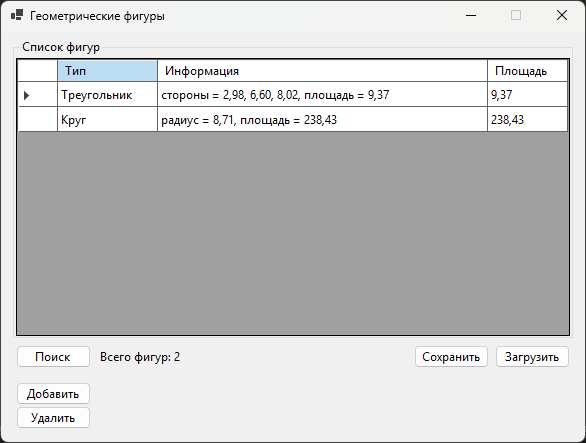 Геометрические фигуры
Список фигур
Тип Информация Площадь
Треугольник стороны = 2,98, 6,60, 8,02, площадь = 9,37 9,37
Круг радиус = 8,71, площадь = 238,43 238,43
Поиск Всего фигур: 2 Сохранить Загрузить
Добавить
Удалить